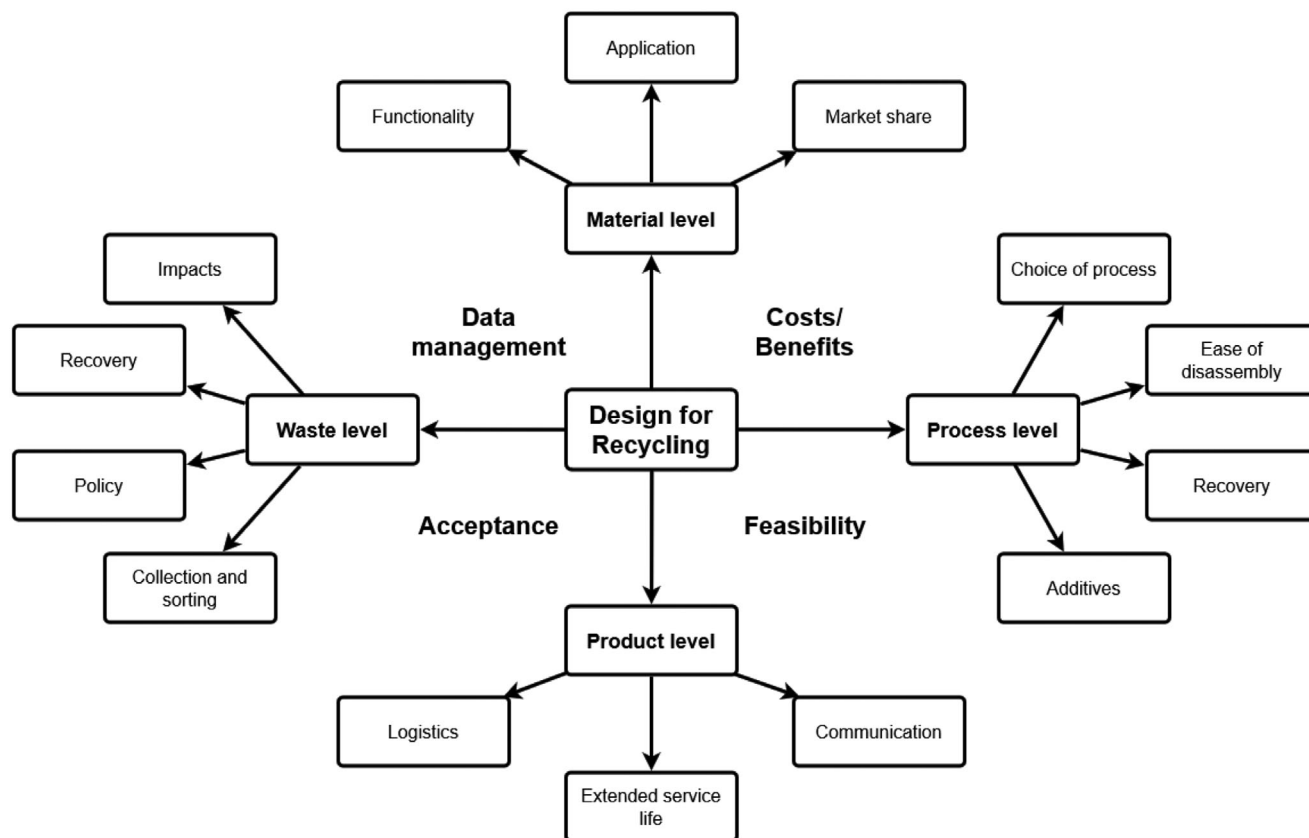 Application
Functionality
Market share
Material level
Impacts
Choice of process
Data
management
Costs/
Benefits
Recovery
Ease of
disassembly
Waste level
Design for
Recycling
Process level
Policy
Recovery
Acceptance
Feasibility
Collection and
sorting
Additives
Product level
Logistics
Communication
Extended service
life